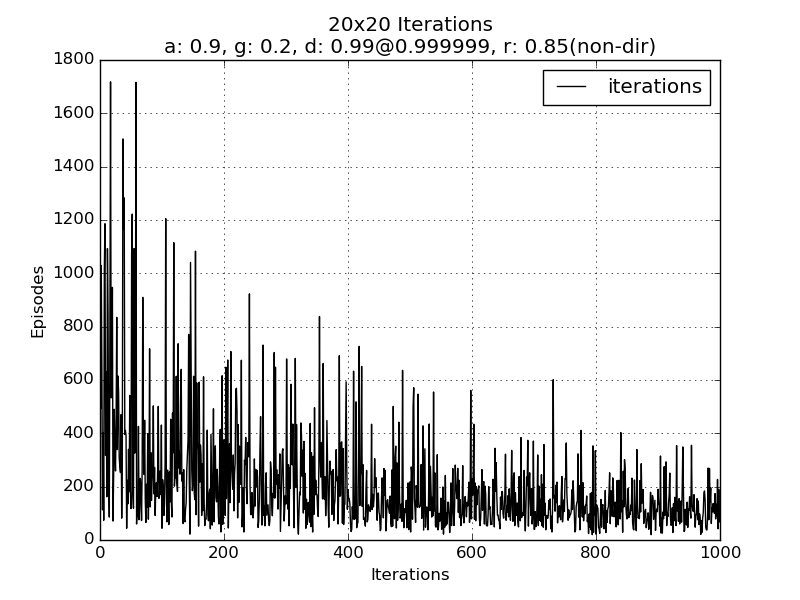 20x20 Iterations
a: 0.9, g: 0.2, d: 0.99@0.999999, r: 0.85(non-dir)
iterations
1800
1600
1400
1200
1000
800
600
400
200
0
Episodes
0 200 400 600 800 1000
Iterations